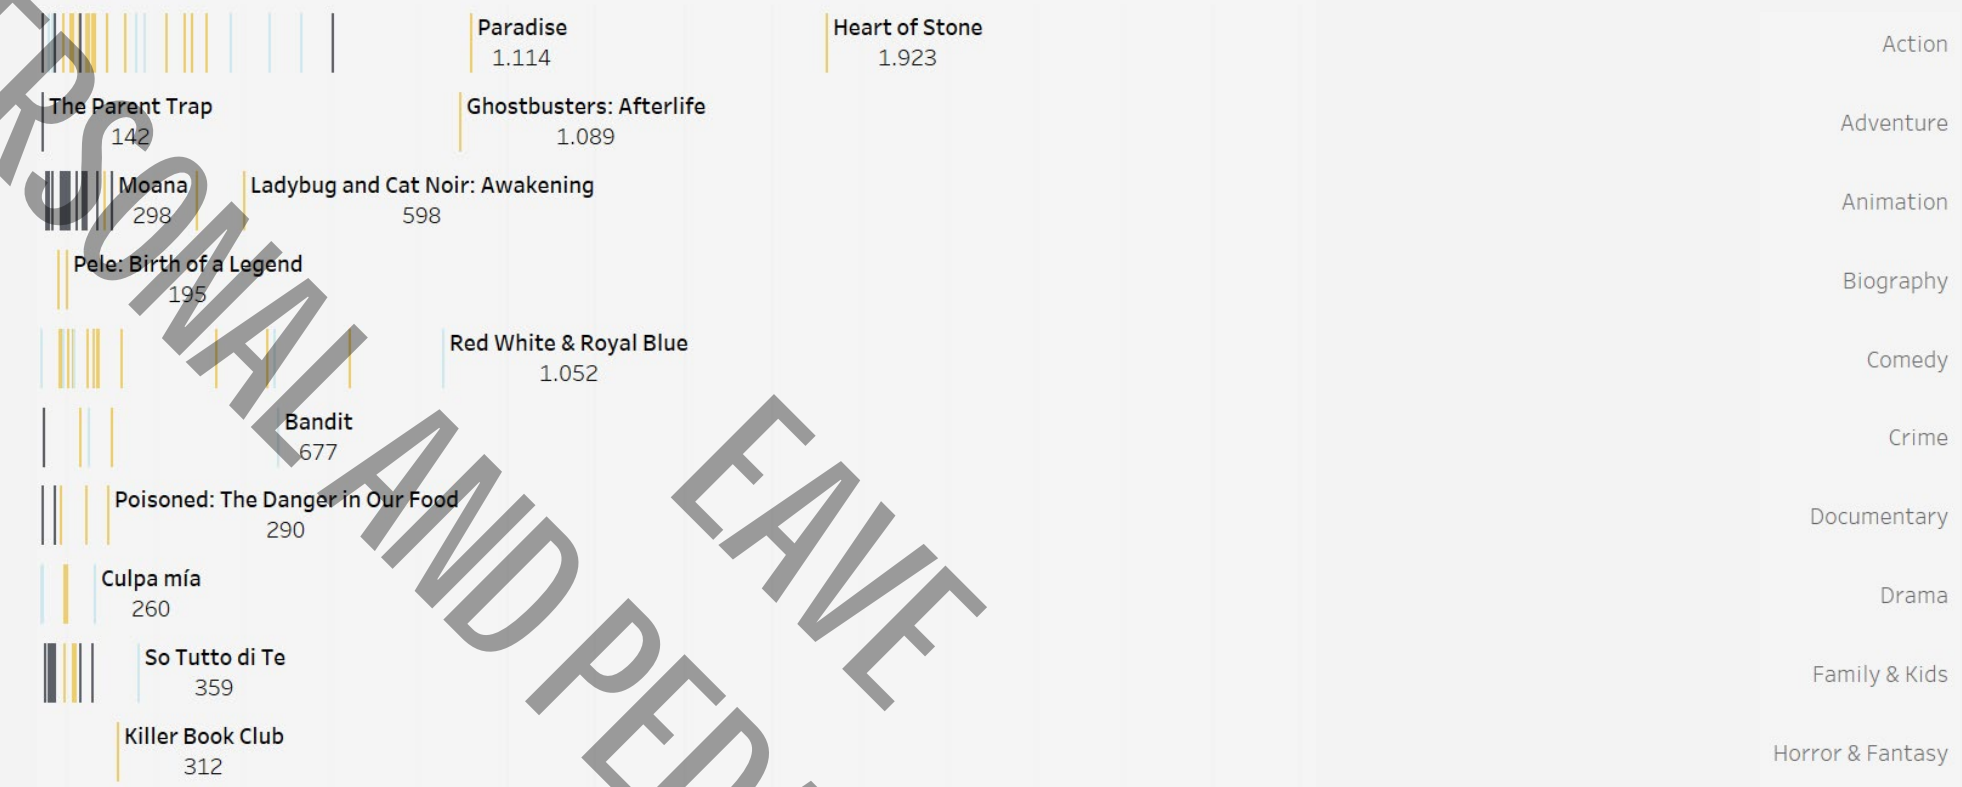 Paradise
1.114
Heart of Stone
1.923
Action
The Parent Trap
142
Ghostbusters: Afterlife
1.089
Adventure
Moana
298
Ladybug and Cat Noir: Awakening
598
Animation
Pele: Birth of a Legend
195
Biography
Red White & Royal Blue
1.052
Comedy
Bandit
677
Crime
Poisoned: The Danger in Our Food
290
Documentary
Culpa mía
260
Drama
So Tutto di Te
359
Family & Kids
Killer Book Club
312
Horror & Fantasy
AND
EAVE